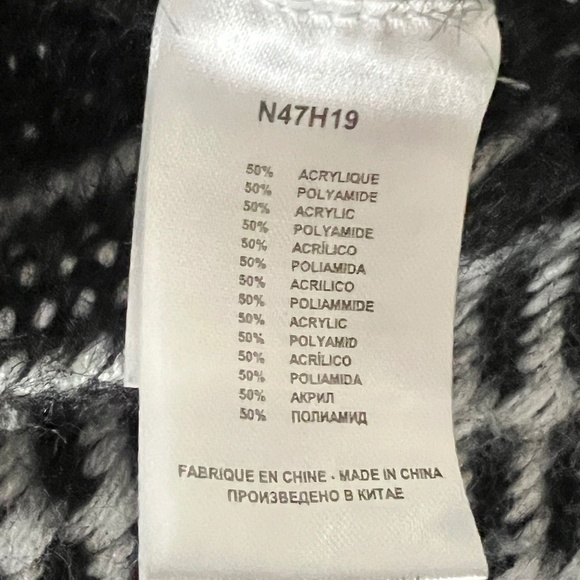 N47H19
50% ACRYLIQUE
50% POLYAMIDE
50% ACRYLIC
50% POLYAMIDE
50% ACRÍLICO
50% POLIAMIDA
50% ACRILICO
50% POLIAMMIDE
50% ACRYLIC
50% POLYAMID
50% ACRÍLICO
50% POLIAMIDA
50% АКРИЛ
50% ПОЛИАМИД
FABRIQUE EN CHINE · MADE IN CHINA
ПРОИЗВЕДЕНО В КИТАЕ